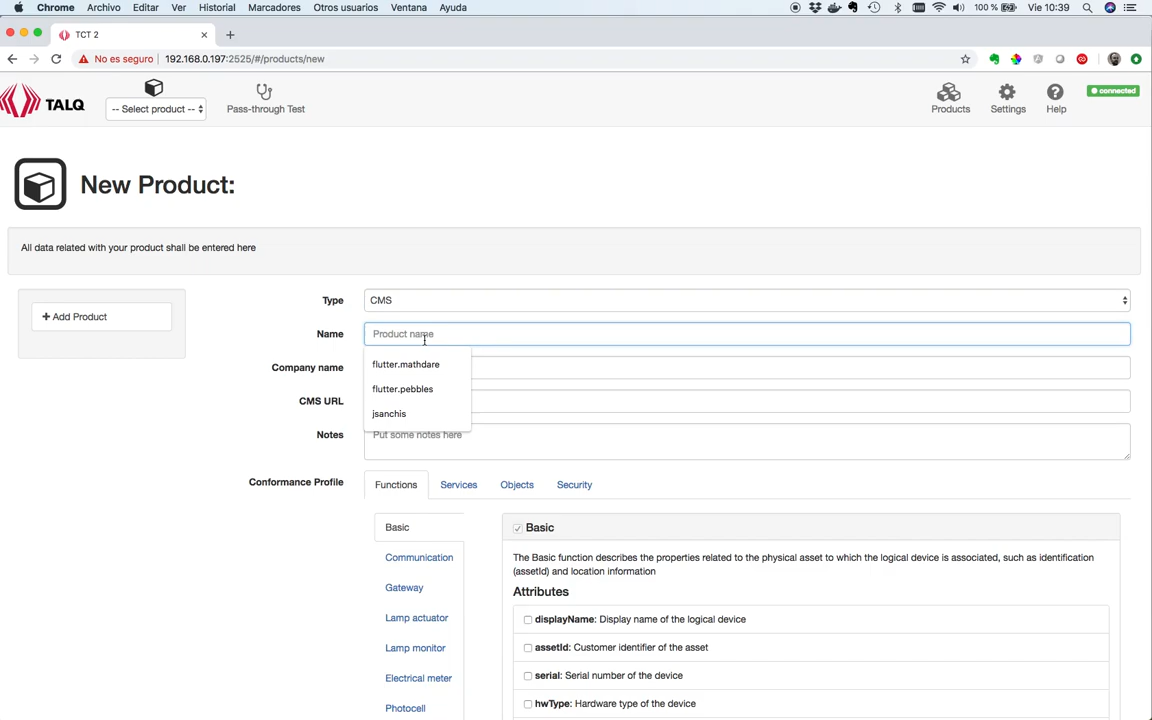 Chrome Archivo Editar Ver Historial Marcadores Otros usuarios Ventana Ayuda 100 % Vie 10:39
TCT 2
No es seguro 192.168.0.197:2525/#/products/new
TALQ -- Select product -- Pass-through Test Products Settings Help connected
New Product:
All data related with your product shall be entered here
Add Product
Type CMS
Name Product name
flutter.mathdare
Company name
flutter.pebbles
CMS URL
jsanchis
Notes Put some notes here
Conformance Profile Functions Services Objects Security
Basic
Communication
Gateway
Lamp actuator
Lamp monitor
Electrical meter
Photocell
Basic
The Basic function describes the properties related to the physical asset to which the logical device is associated, such as identification
(assetId) and location information
Attributes
displayName: Display name of the logical device
assetId: Customer identifier of the asset
serial: Serial number of the device
hwType: Hardware type of the device